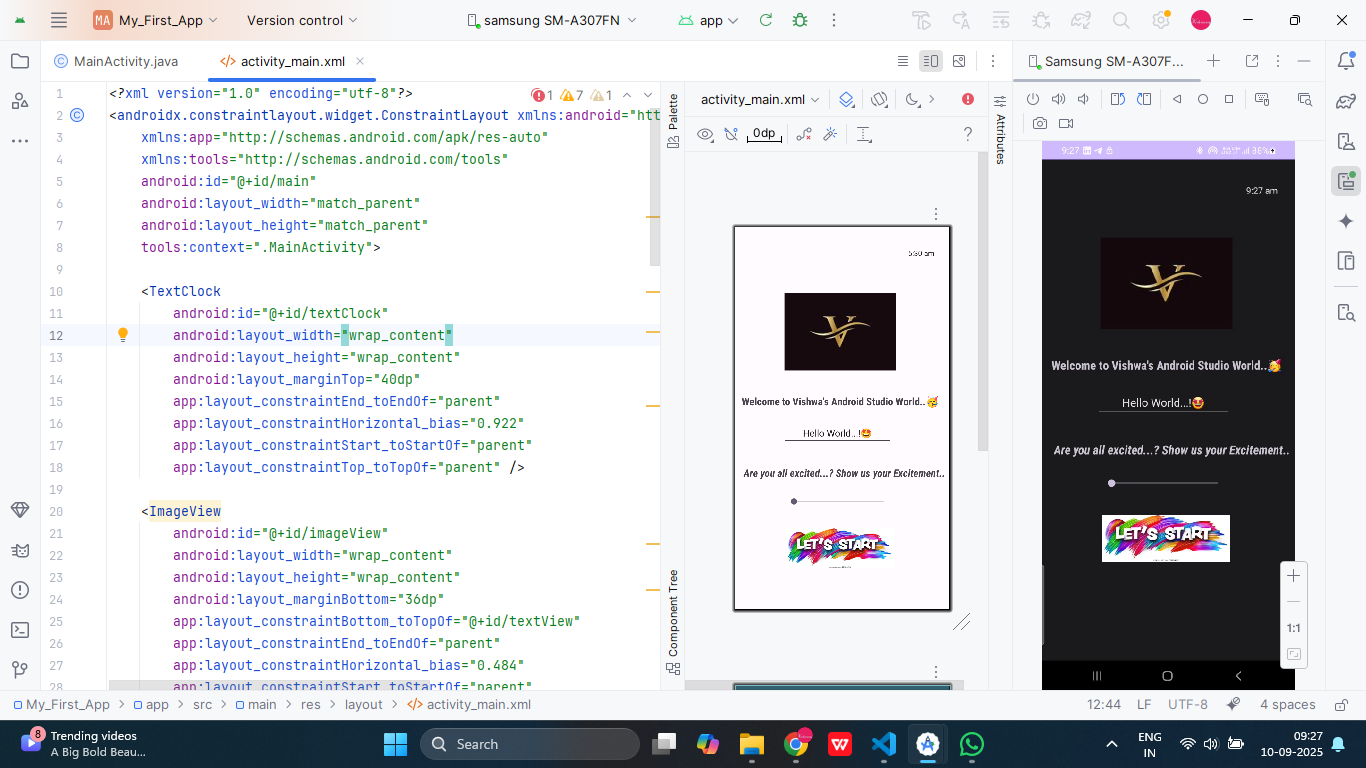 MA My_First_App Version control samsung SM-A307FN app
MainActivity.java activity_main.xml Samsung SM-A307F...
1 <?xml version="1.0" encoding="utf-8"?> 1 7 1
2 <androidx.constraintlayout.widget.ConstraintLayout xmlns:android="htt
3 xmlns:app="http://schemas.android.com/apk/res-auto"
4 xmlns:tools="http://schemas.android.com/tools"
5 android:id="@+id/main"
6 android:layout_width="match_parent"
7 android:layout_height="match_parent"
8 tools:context=".MainActivity">
9
10 <TextClock
11 android:id="@+id/textClock"
12 android:layout_width="wrap_content"
13 android:layout_height="wrap_content"
14 android:layout_marginTop="40dp"
15 app:layout_constraintEnd_toEndOf="parent"
16 app:layout_constraintHorizontal_bias="0.922"
17 app:layout_constraintStart_toStartOf="parent"
18 app:layout_constraintTop_toTopOf="parent" />
19
20 <ImageView
21 android:id="@+id/imageView"
22 android:layout_width="wrap_content"
23 android:layout_height="wrap_content"
24 android:layout_marginBottom="36dp"
25 app:layout_constraintBottom_toTopOf="@+id/textView"
26 app:layout_constraintEnd_toEndOf="parent"
27 app:layout_constraintHorizontal_bias="0.484"
28 app:layout_constraintStart_toStartOf="parent"
Palette
Component Tree
activity_main.xml
0dp
?
Attributes
5:30 am
V
Welcome to Vishwa's Android Studio World..🥳
Hello World...!🤩
Are you all excited...? Show us your Excitement..
LET'S START
9:27 36%
9:27 am
V
Welcome to Vishwa's Android Studio World..🥳
Hello World...!🤩
Are you all excited...? Show us your Excitement..
LET'S START
1:1
My_First_App > app > src > main > res > layout > activity_main.xml 12:44 LF UTF-8 4 spaces
8 Trending videos
A Big Bold Beau...
Search
ENG
IN
09:27
10-09-2025